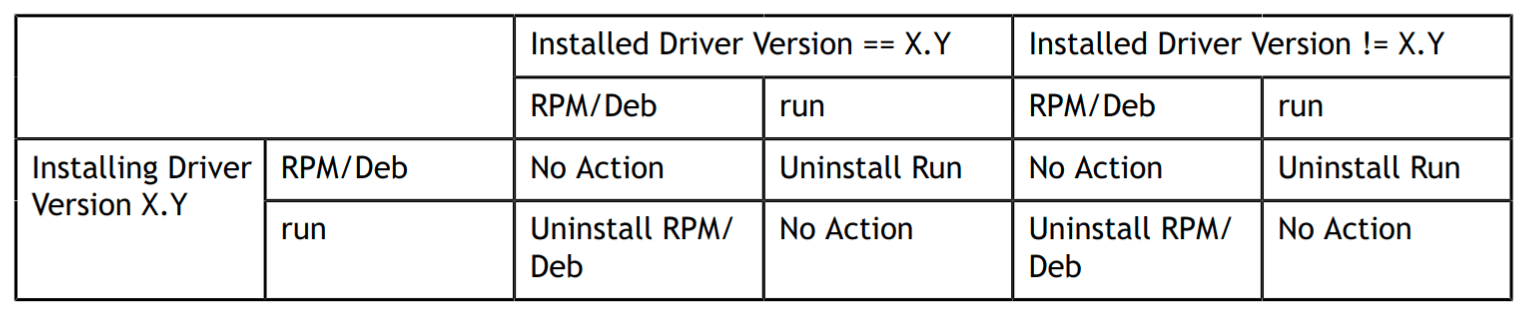 Installed Driver Version == X.Y Installed Driver Version != X.Y
RPM/Deb run RPM/Deb run
Installing Driver RPM/Deb No Action Uninstall Run No Action Uninstall Run
Version X.Y
run Uninstall RPM/ No Action Uninstall RPM/ No Action
Deb Deb